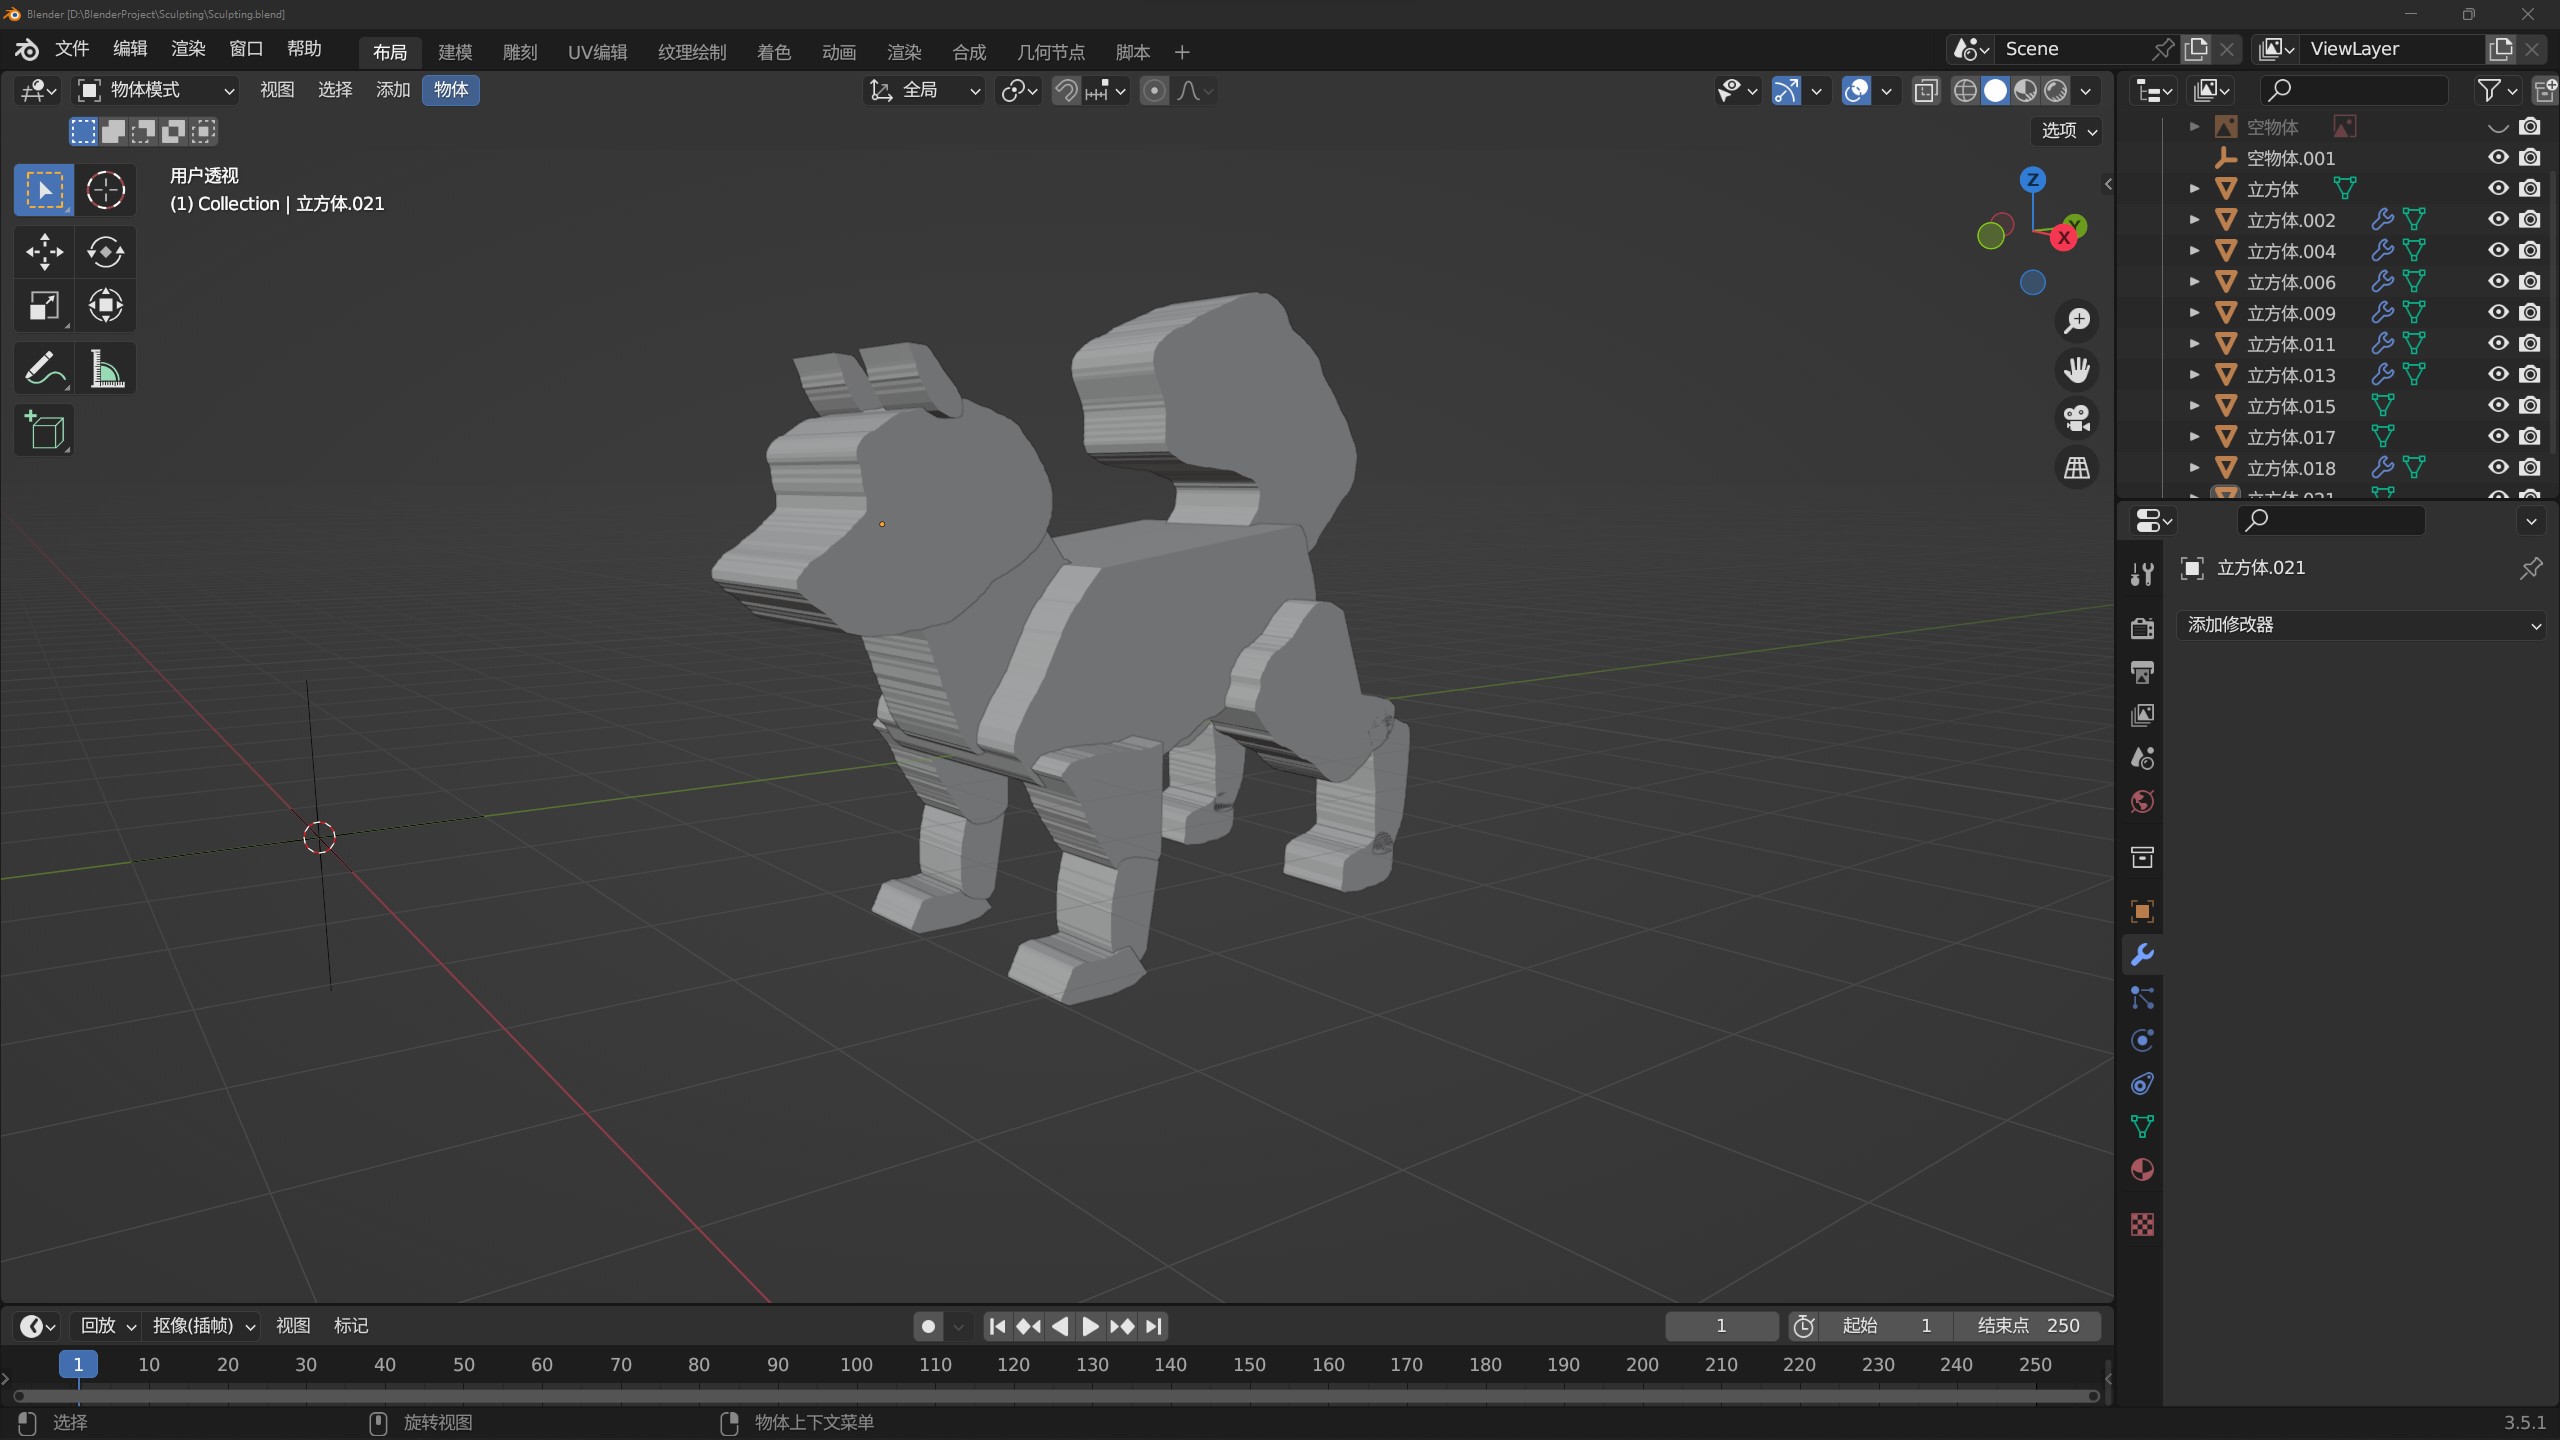 Blender [D:\BlenderProject\Sculpting\Sculpting.blend]
文件 编辑 渲染 窗口 帮助 布局 建模 雕刻 UV编辑 纹理绘制 着色 动画 渲染 合成 几何节点 脚本 Scene ViewLayer
物体模式 视图 选择 添加 物体 全局
选项
用户透视
(1) Collection | 立方体.021
Z
Y
X
空物体
空物体.001
立方体
立方体.002
立方体.004
立方体.006
立方体.009
立方体.011
立方体.013
立方体.015
立方体.017
立方体.018
立方体.021
立方体.021
添加修改器
回放 抠像(插帧) 视图 标记 1 起始 1 结束点 250
1 10 20 30 40 50 60 70 80 90 100 110 120 130 140 150 160 170 180 190 200 210 220 230 240 250
选择 旋转视图 物体上下文菜单 3.5.1